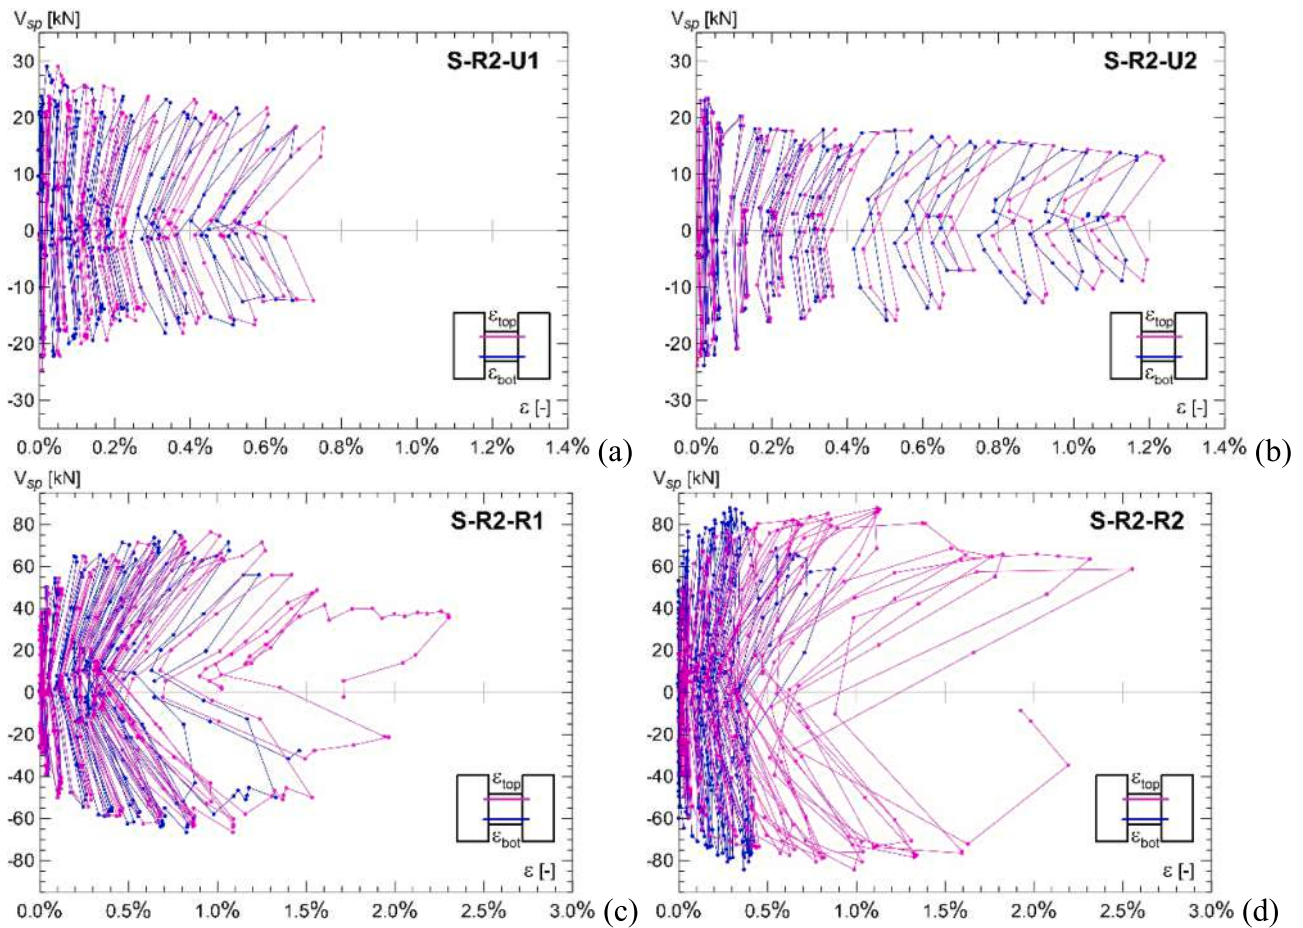 V_sp [kN]
S-R2-U1
30
20
10
0
-10
-20
-30
ε_top
ε_bot
ε [-]
0.0% 0.2% 0.4% 0.6% 0.8% 1.0% 1.2% 1.4%
(a)
V_sp [kN]
S-R2-U2
30
20
10
0
-10
-20
-30
ε_top
ε_bot
ε [-]
0.0% 0.2% 0.4% 0.6% 0.8% 1.0% 1.2% 1.4%
(b)
V_sp [kN]
S-R2-R1
80
60
40
20
0
-20
-40
-60
-80
ε_top
ε_bot
ε [-]
0.0% 0.5% 1.0% 1.5% 2.0% 2.5% 3.0%
(c)
V_sp [kN]
S-R2-R2
80
60
40
20
0
-20
-40
-60
-80
ε_top
ε_bot
ε [-]
0.0% 0.5% 1.0% 1.5% 2.0% 2.5% 3.0%
(d)